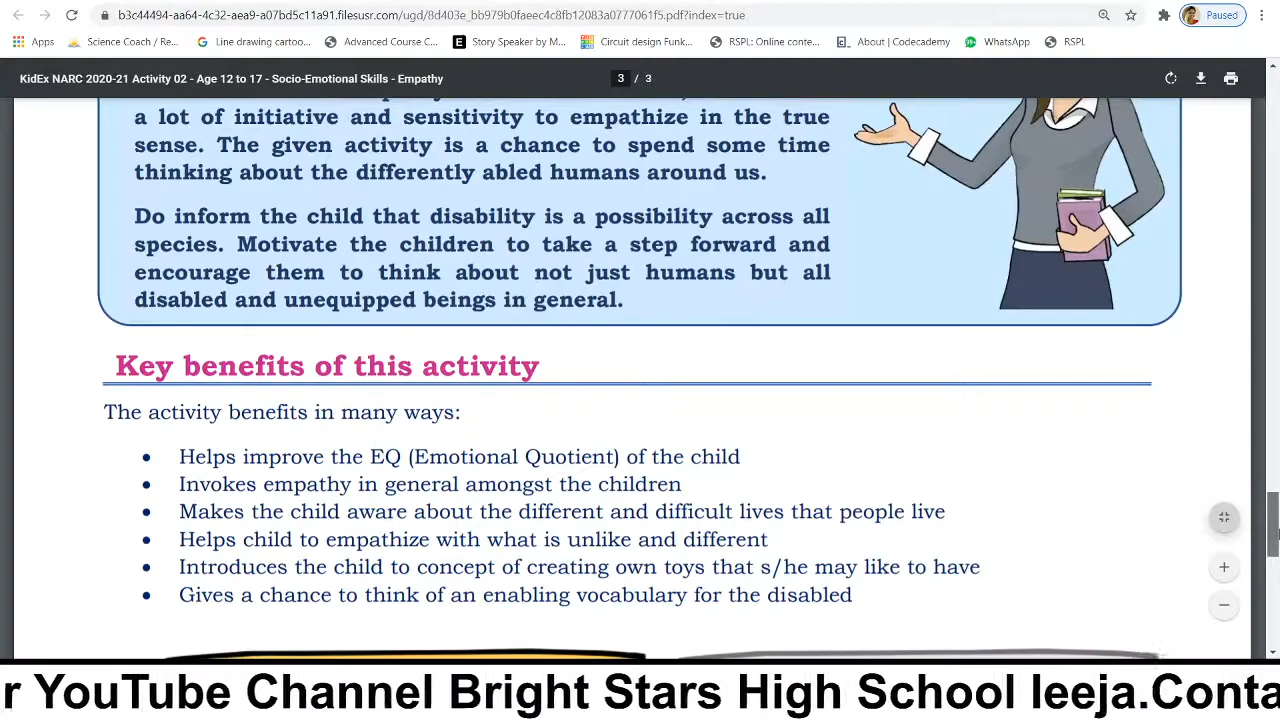 b3c44494-aa64-4c32-aea9-a07bd5c11a91.filesusr.com/ugd/8d403e_bb979f6faec4c8fb12083a0777061f5.pdf?index=true
Paused
Apps
Science Coach / Re...
Line drawing cartoo...
Advanced Course C...
Story Speaker by M...
Circuit design Funk...
RSPL: Online conte...
About | Codecademy
WhatsApp
RSPL
KidEx NARC 2020-21 Activity 02 - Age 12 to 17 - Socio-Emotional Skills - Empathy
3 / 3
a lot of initiative and sensitivity to empathize in the true
sense. The given activity is a chance to spend some time
thinking about the differently abled humans around us.
Do inform the child that disability is a possibility across all
species. Motivate the children to take a step forward and
encourage them to think about not just humans but all
disabled and unequipped beings in general.
Key benefits of this activity
The activity benefits in many ways:
• Helps improve the EQ (Emotional Quotient) of the child
• Invokes empathy in general amongst the children
• Makes the child aware about the different and difficult lives that people live
• Helps child to empathize with what is unlike and different
• Introduces the child to concept of creating own toys that s/he may like to have
• Gives a chance to think of an enabling vocabulary for the disabled
r YouTube Channel Bright Stars High School leeja.Conta